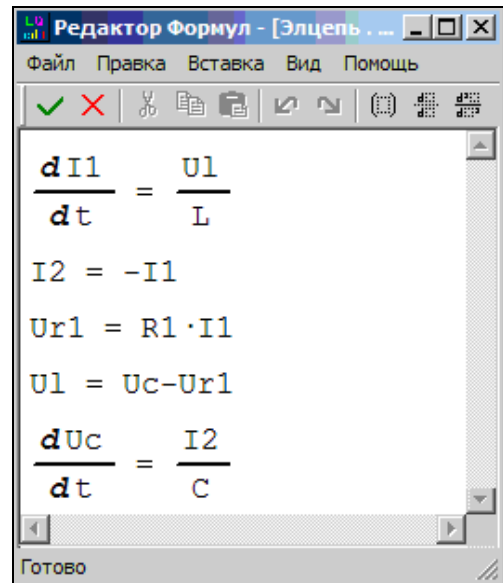 Редактор Формул - [Элцепь . ...
Файл Правка Вставка Вид Помощь
dI1/dt = Ul/L
I2 = -I1
Ur1 = R1·I1
Ul = Uc-Ur1
dUc/dt = I2/C
Готово